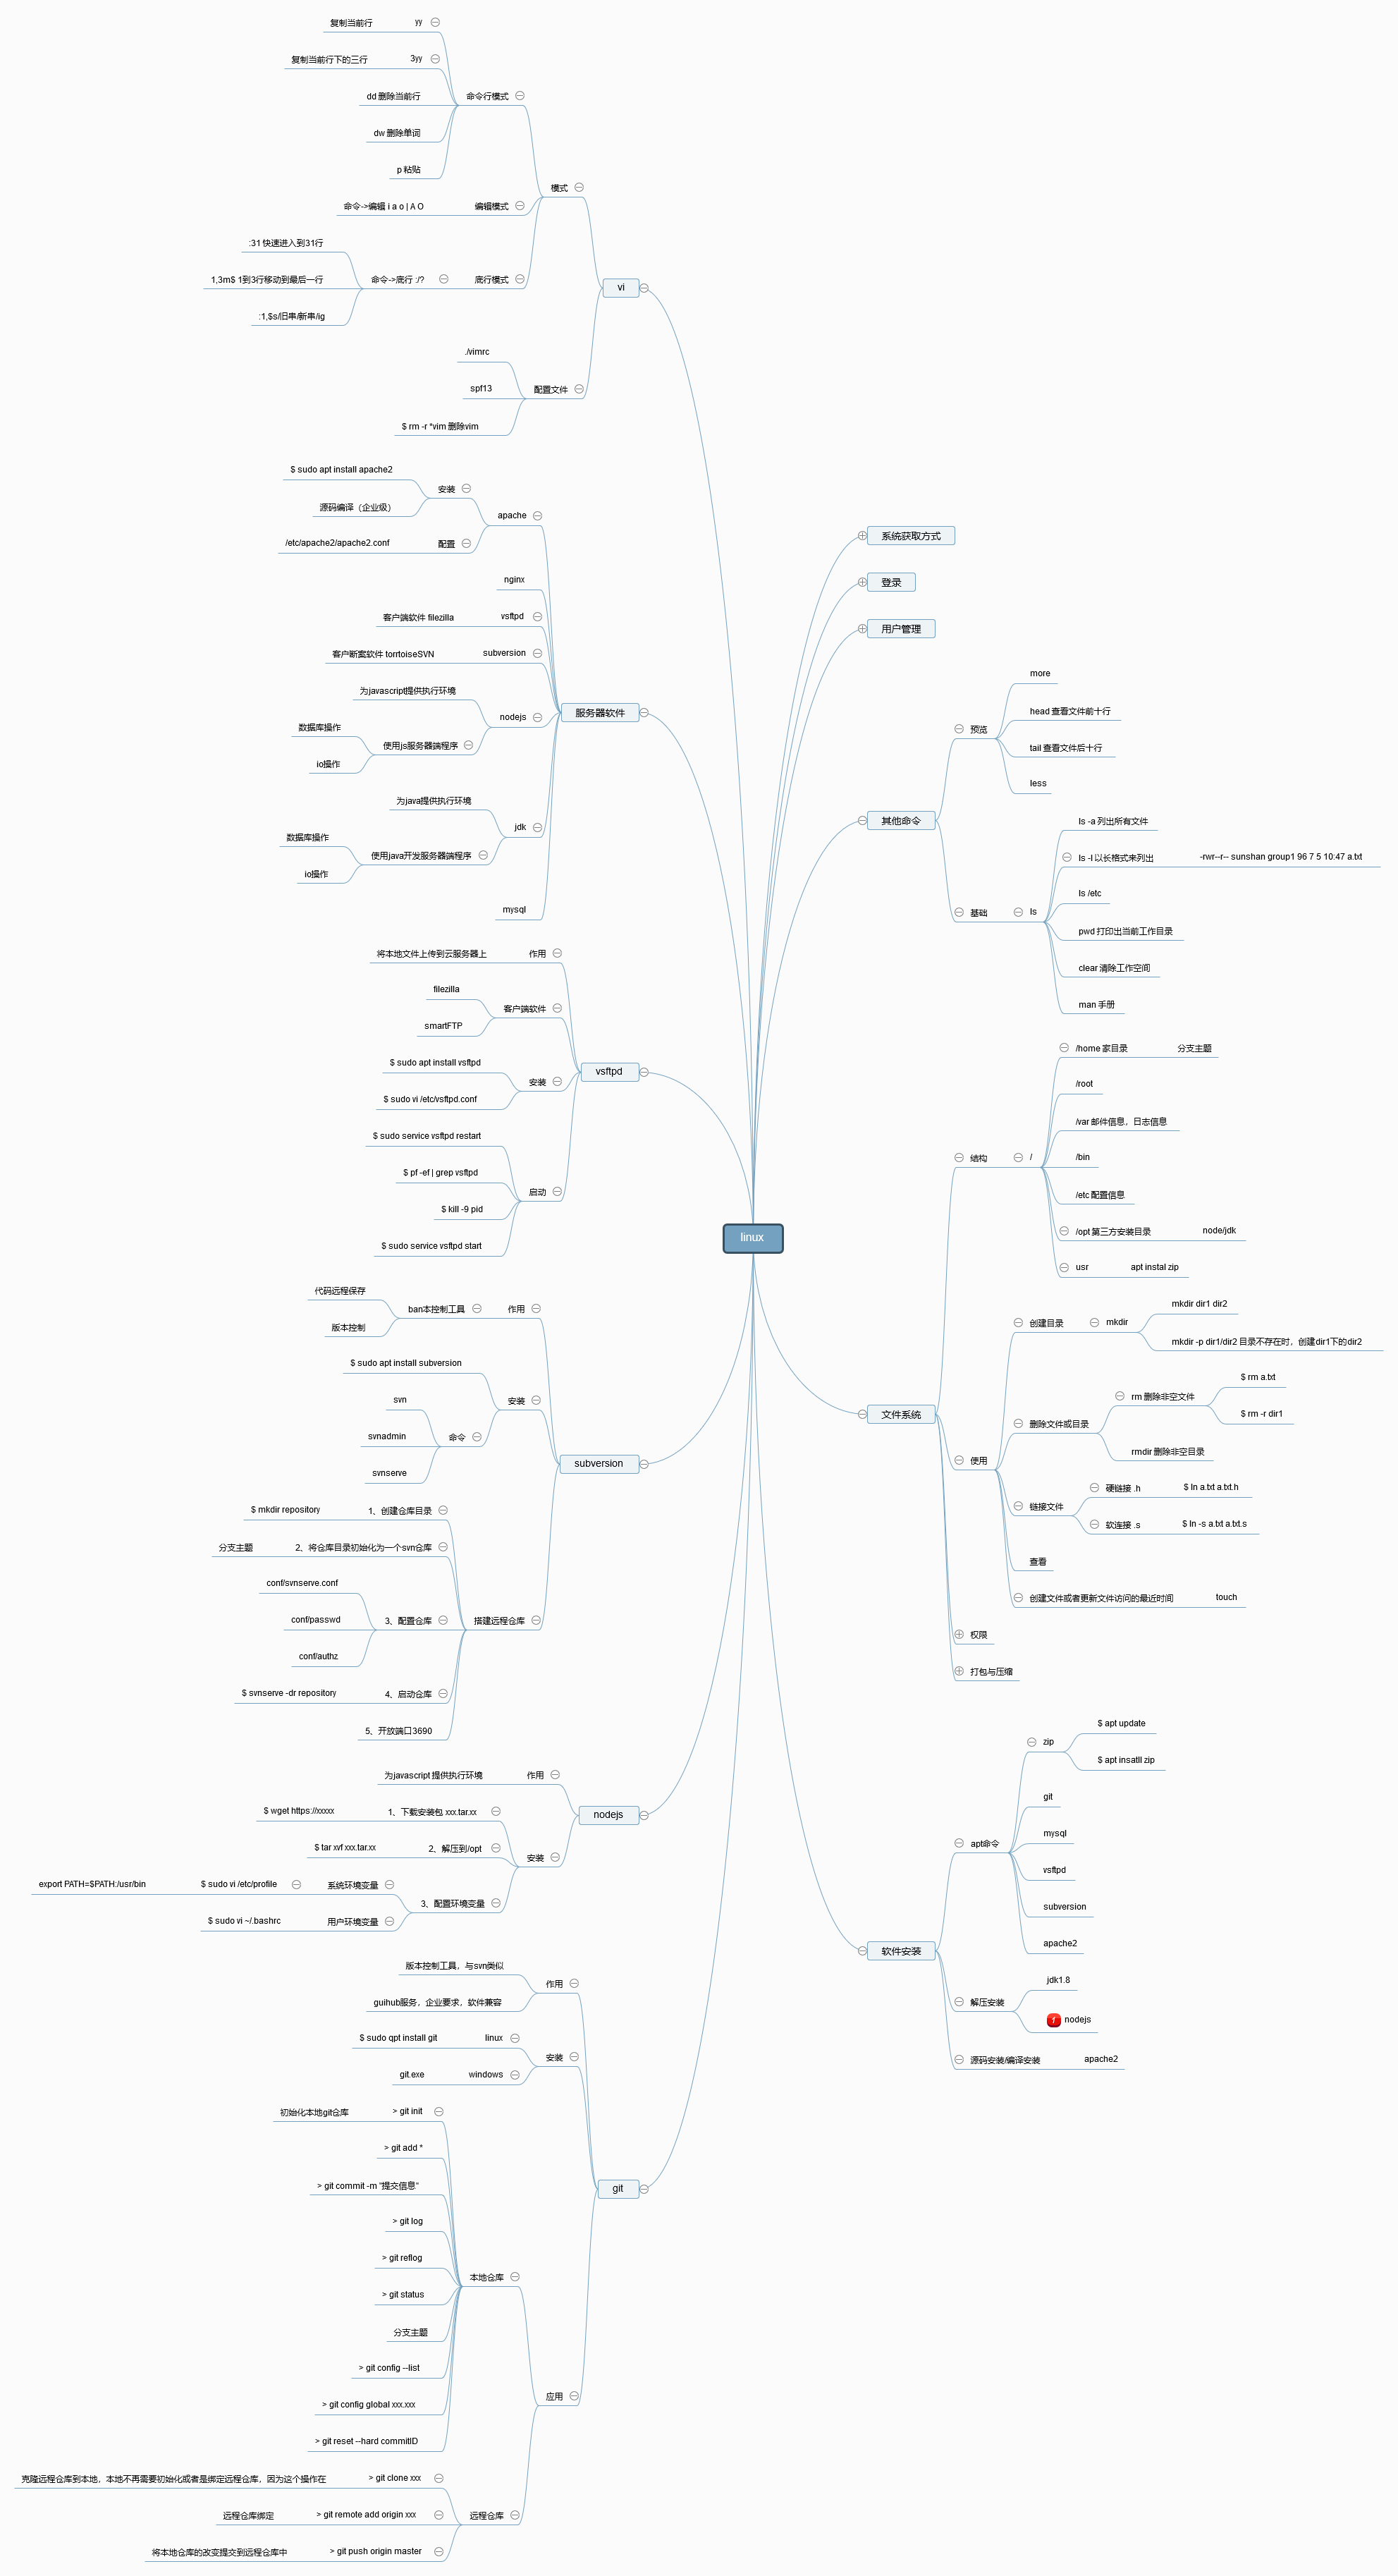 linux
系统获取方式
登录
用户管理
其他命令
预览
more
head 查看文件前十行
tail 查看文件后十行
less
基础
ls
ls -a 列出所有文件
ls -l 以长格式来列出
-rwr--r-- sunshan group1 96 7 5 10:47 a.txt
ls /etc
pwd 打印出当前工作目录
clear 清除工作空间
man 手册
文件系统
结构
/
/home 家目录
分支主题
/root
/var 邮件信息，日志信息
/bin
/etc 配置信息
/opt 第三方安装目录
node/jdk
usr
apt instal zip
使用
创建目录
mkdir
mkdir dir1 dir2
mkdir -p dir1/dir2 目录不存在时，创建dir1下的dir2
删除文件或目录
rm 删除非空文件
$ rm a.txt
$ rm -r dir1
rmdir 删除非空目录
链接文件
硬链接 .h
$ ln a.txt a.txt.h
软连接 .s
$ ln -s a.txt a.txt.s
查看
创建文件或者更新文件访问的最近时间
touch
权限
打包与压缩
软件安装
apt命令
zip
$ apt update
$ apt insatll zip
git
mysql
vsftpd
subversion
apache2
解压安装
jdk1.8
nodejs
源码安装/编译安装
apache2
vi
模式
命令行模式
yy
复制当前行
3yy
复制当前行下的三行
dd 删除当前行
dw 删除单词
p 粘贴
编辑模式
命令->编辑 i a o | A O
底行模式
命令->底行 :/?
:31 快速进入到31行
1,3m$ 1到3行移动到最后一行
:1,$s/旧串/新串/ig
配置文件
./vimrc
spf13
$ rm -r *vim 删除vim
服务器软件
apache
安装
$ sudo apt install apache2
源码编译（企业级）
配置
/etc/apache2/apache2.conf
nginx
vsftpd
客户端软件 filezilla
subversion
客户断案软件 torrtoiseSVN
nodejs
为javascript提供执行环境
使用js服务器端程序
数据库操作
io操作
jdk
为java提供执行环境
使用java开发服务器端程序
数据库操作
io操作
mysql
vsftpd
作用
将本地文件上传到云服务器上
客户端软件
filezilla
smartFTP
安装
$ sudo apt install vsftpd
$ sudo vi /etc/vsftpd.conf
启动
$ sudo service vsftpd restart
$ pf -ef | grep vsftpd
$ kill -9 pid
$ sudo service vsftpd start
subversion
作用
ban本控制工具
代码远程保存
版本控制
安装
$ sudo apt install subversion
命令
svn
svnadmin
svnserve
搭建远程仓库
1、创建仓库目录
$ mkdir repository
2、将仓库目录初始化为一个svn仓库
分支主题
3、配置仓库
conf/svnserve.conf
conf/passwd
conf/authz
4、启动仓库
$ svnserve -dr repository
5、开放端口3690
nodejs
作用
为javascript 提供执行环境
安装
1、下载安装包 xxx.tar.xx
$ wget https://xxxxx
2、解压到/opt
$ tar xvf xxx.tar.xx
3、配置环境变量
系统环境变量
$ sudo vi /etc/profile
export PATH=$PATH:/usr/bin
用户环境变量
$ sudo vi ~/.bashrc
git
作用
版本控制工具，与svn类似
guihub服务，企业要求，软件兼容
安装
linux
$ sudo qpt install git
windows
git.exe
应用
本地仓库
> git init
初始化本地git仓库
> git add *
> git commit -m "提交信息"
> git log
> git reflog
> git status
分支主题
> git config --list
> git config global xxx.xxx
> git reset --hard commitID
远程仓库
> git clone xxx
克隆远程仓库到本地，本地不再需要初始化或者是绑定远程仓库，因为这个操作在
> git remote add origin xxx
远程仓库绑定
> git push origin master
将本地仓库的改变提交到远程仓库中